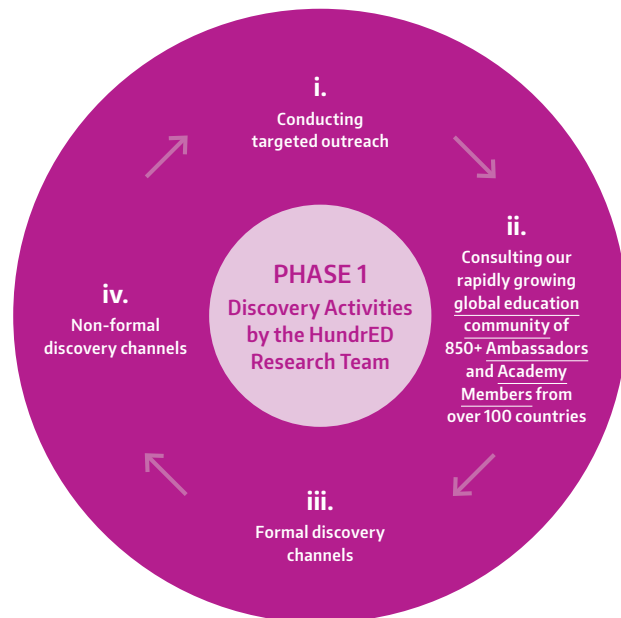 i.
Conducting
targeted outreach
ii.
Consulting our
rapidly growing
global education
community of
850+ Ambassadors
and Academy
Members from
over 100 countries
PHASE 1
Discovery Activities
by the HundrED
Research Team
iv.
Non-formal
discovery channels
iii.
Formal discovery
channels